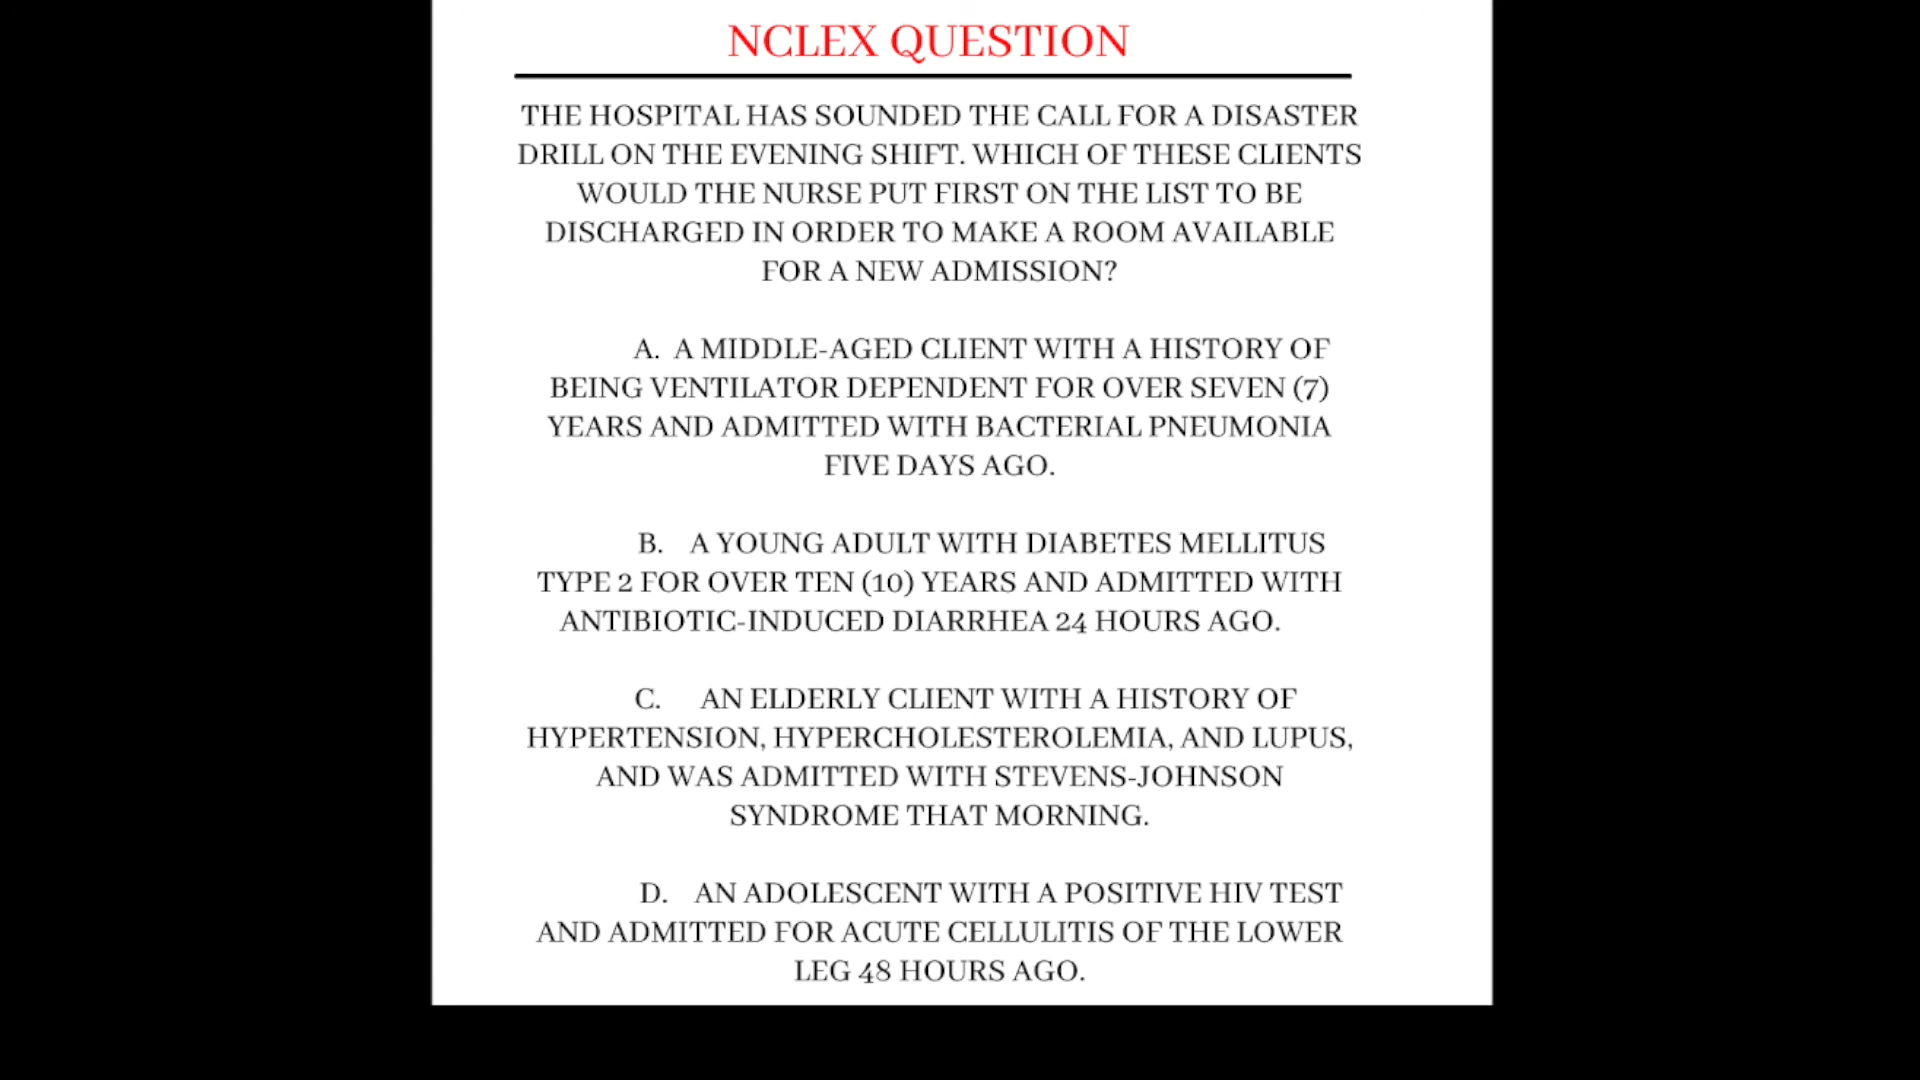 NCLEX QUESTION
THE HOSPITAL HAS SOUNDED THE CALL FOR A DISASTER
DRILL ON THE EVENING SHIFT. WHICH OF THESE CLIENTS
WOULD THE NURSE PUT FIRST ON THE LIST TO BE
DISCHARGED IN ORDER TO MAKE A ROOM AVAILABLE
FOR A NEW ADMISSION?
A. A MIDDLE-AGED CLIENT WITH A HISTORY OF
BEING VENTILATOR DEPENDENT FOR OVER SEVEN (7)
YEARS AND ADMITTED WITH BACTERIAL PNEUMONIA
FIVE DAYS AGO.
B. A YOUNG ADULT WITH DIABETES MELLITUS
TYPE 2 FOR OVER TEN (10) YEARS AND ADMITTED WITH
ANTIBIOTIC-INDUCED DIARRHEA 24 HOURS AGO.
C. AN ELDERLY CLIENT WITH A HISTORY OF
HYPERTENSION, HYPERCHOLESTEROLEMIA, AND LUPUS,
AND WAS ADMITTED WITH STEVENS-JOHNSON
SYNDROME THAT MORNING.
D. AN ADOLESCENT WITH A POSITIVE HIV TEST
AND ADMITTED FOR ACUTE CELLULITIS OF THE LOWER
LEG 48 HOURS AGO.